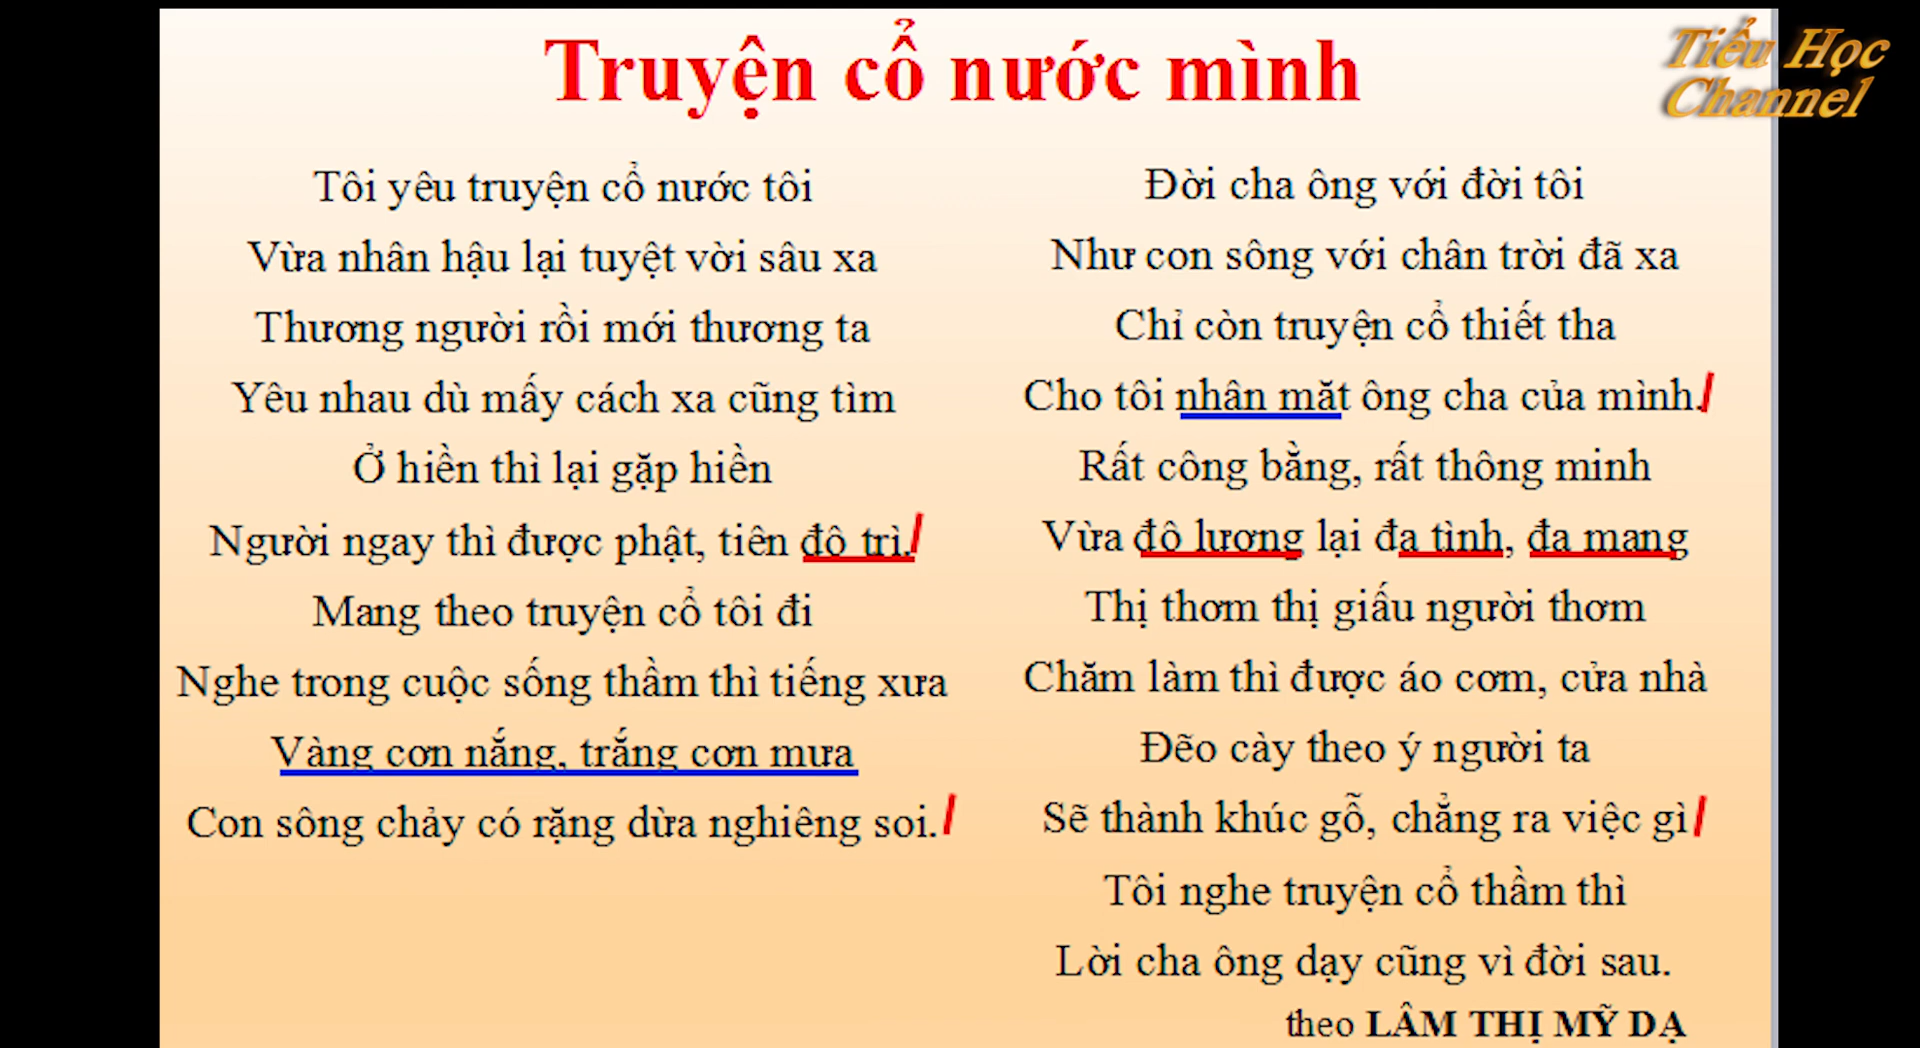 Truyện cổ nước mình
Tiểu Học
Channel
Tôi yêu truyện cổ nước tôi
Vừa nhân hậu lại tuyệt vời sâu xa
Thương người rồi mới thương ta
Yêu nhau dù mấy cách xa cũng tìm
Ở hiền thì lại gặp hiền
Người ngay thì được phật, tiên độ trì.
Mang theo truyện cổ tôi đi
Nghe trong cuộc sống thầm thì tiếng xưa
Vàng cơn nắng, trắng cơn mưa
Con sông chảy có rặng dừa nghiêng soi.
Đời cha ông với đời tôi
Như con sông với chân trời đã xa
Chỉ còn truyện cổ thiết tha
Cho tôi nhận mặt ông cha của mình.
Rất công bằng, rất thông minh
Vừa độ lượng lại đa tình, đa mang
Thị thơm thị giấu người thơm
Chăm làm thì được áo cơm, cửa nhà
Đẽo cày theo ý người ta
Sẽ thành khúc gỗ, chẳng ra việc gì
Tôi nghe truyện cổ thầm thì
Lời cha ông dạy cũng vì đời sau.
theo LÂM THỊ MỸ DẠ